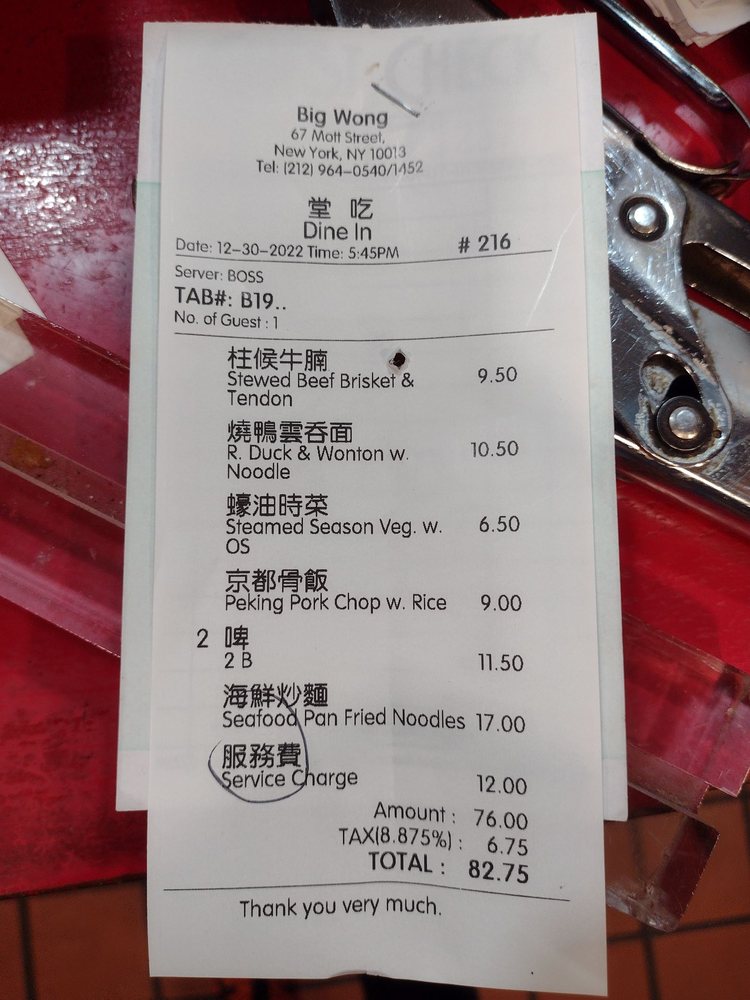 Big Wong
67 Mott Street,
New York, NY 10013
Tel: (212) 964-0540/1452
堂 吃
Dine In
Date: 12-30-2022 Time: 5:45PM # 216
Server: BOSS
TAB#: B19..
No. of Guest : 1
柱候牛腩
Stewed Beef Brisket & 9.50
Tendon
燒鴨雲吞面
R. Duck & Wonton w. 10.50
Noodle
蠔油時菜
Steamed Season Veg. w. 6.50
OS
京都骨飯
Peking Pork Chop w. Rice 9.00
2 啤
2 B 11.50
海鮮炒麵
Seafood Pan Fried Noodles 17.00
服務費
Service Charge 12.00
Amount : 76.00
TAX(8.875%) : 6.75
TOTAL : 82.75
Thank you very much.